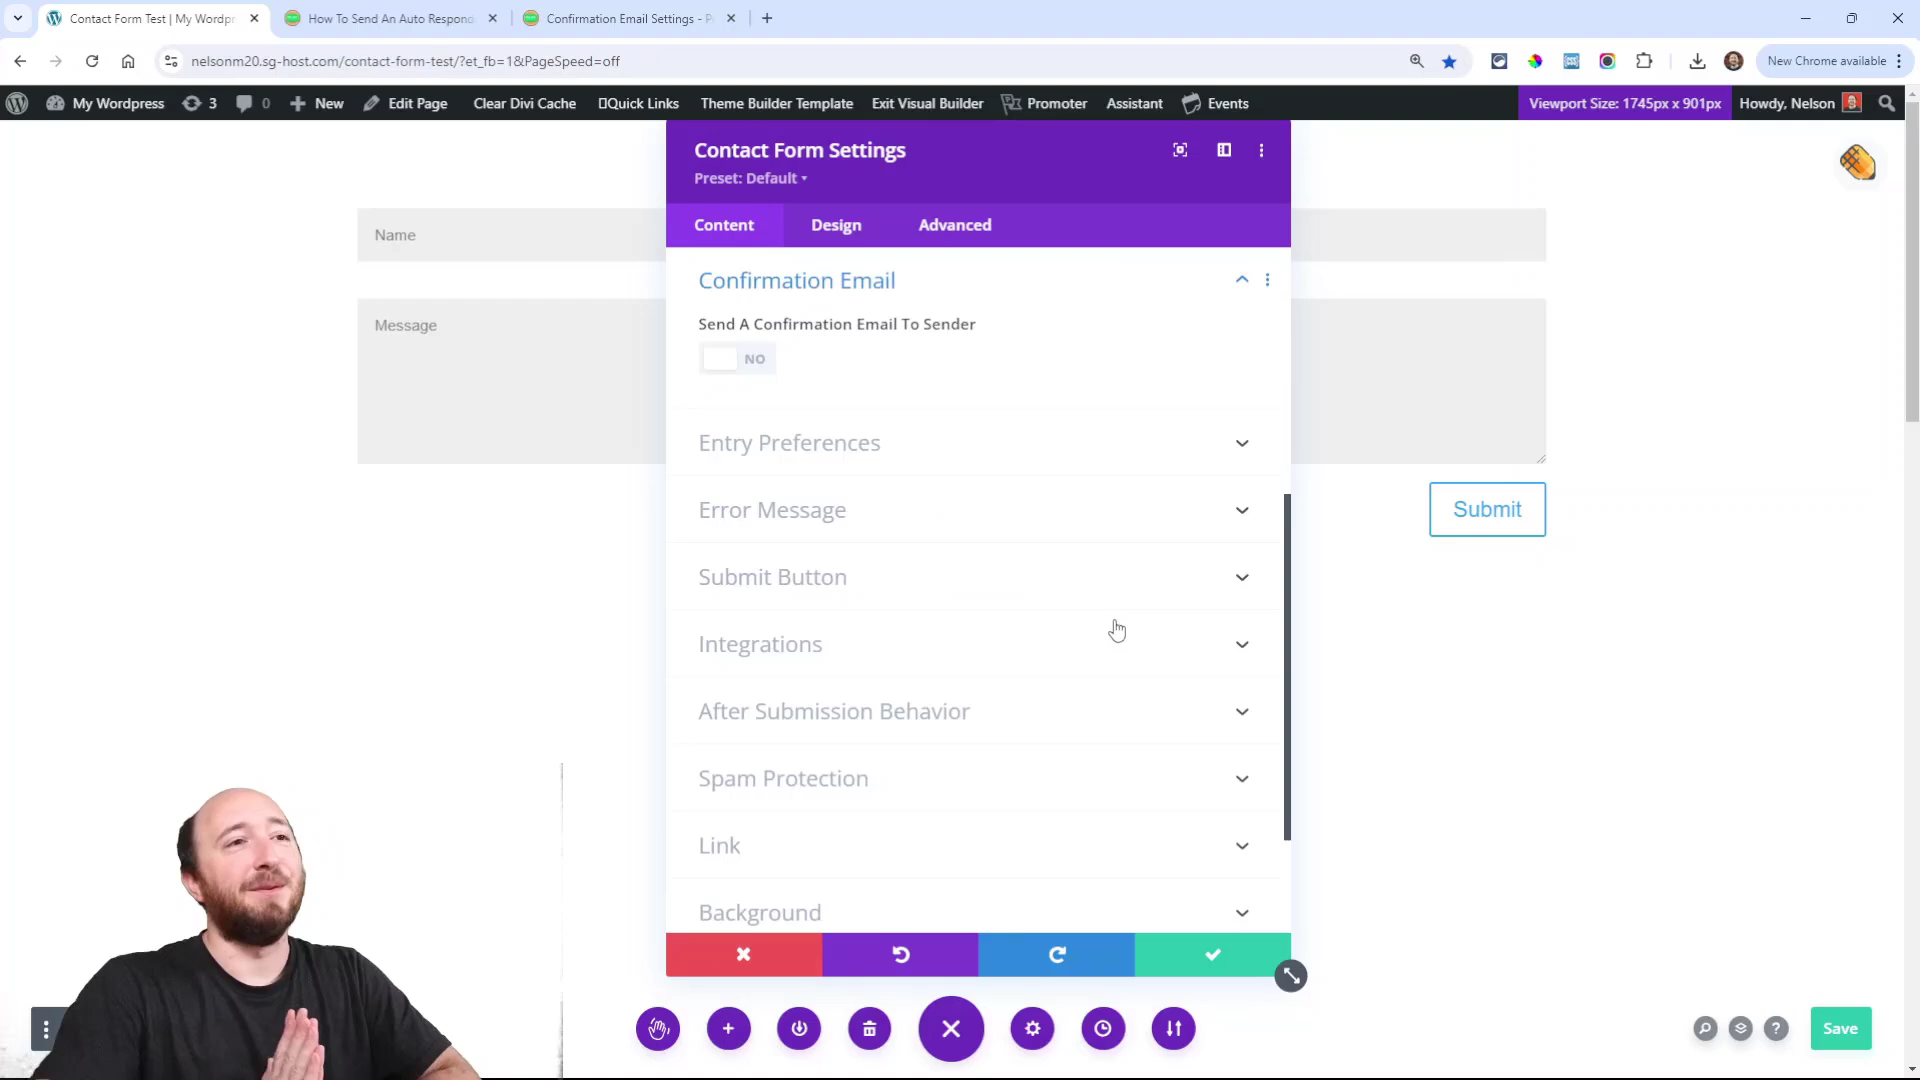 Contact Form Test | My Wordpr
How To Send An Auto Respond
Confirmation Email Settings - P
nelsonm20.sg-host.com/contact-form-test/?et_fb=1&PageSpeed=off
New Chrome available
My Wordpress
3
0
New
Edit Page
Clear Divi Cache
Quick Links
Theme Builder Template
Exit Visual Builder
Promoter
Assistant
Events
Viewport Size: 1745px x 901px
Howdy, Nelson
Contact Form Settings
Preset: Default
Content
Design
Advanced
Name
Message
Confirmation Email
Send A Confirmation Email To Sender
NO
Entry Preferences
Error Message
Submit Button
Integrations
After Submission Behavior
Spam Protection
Link
Background
Submit
?
Save